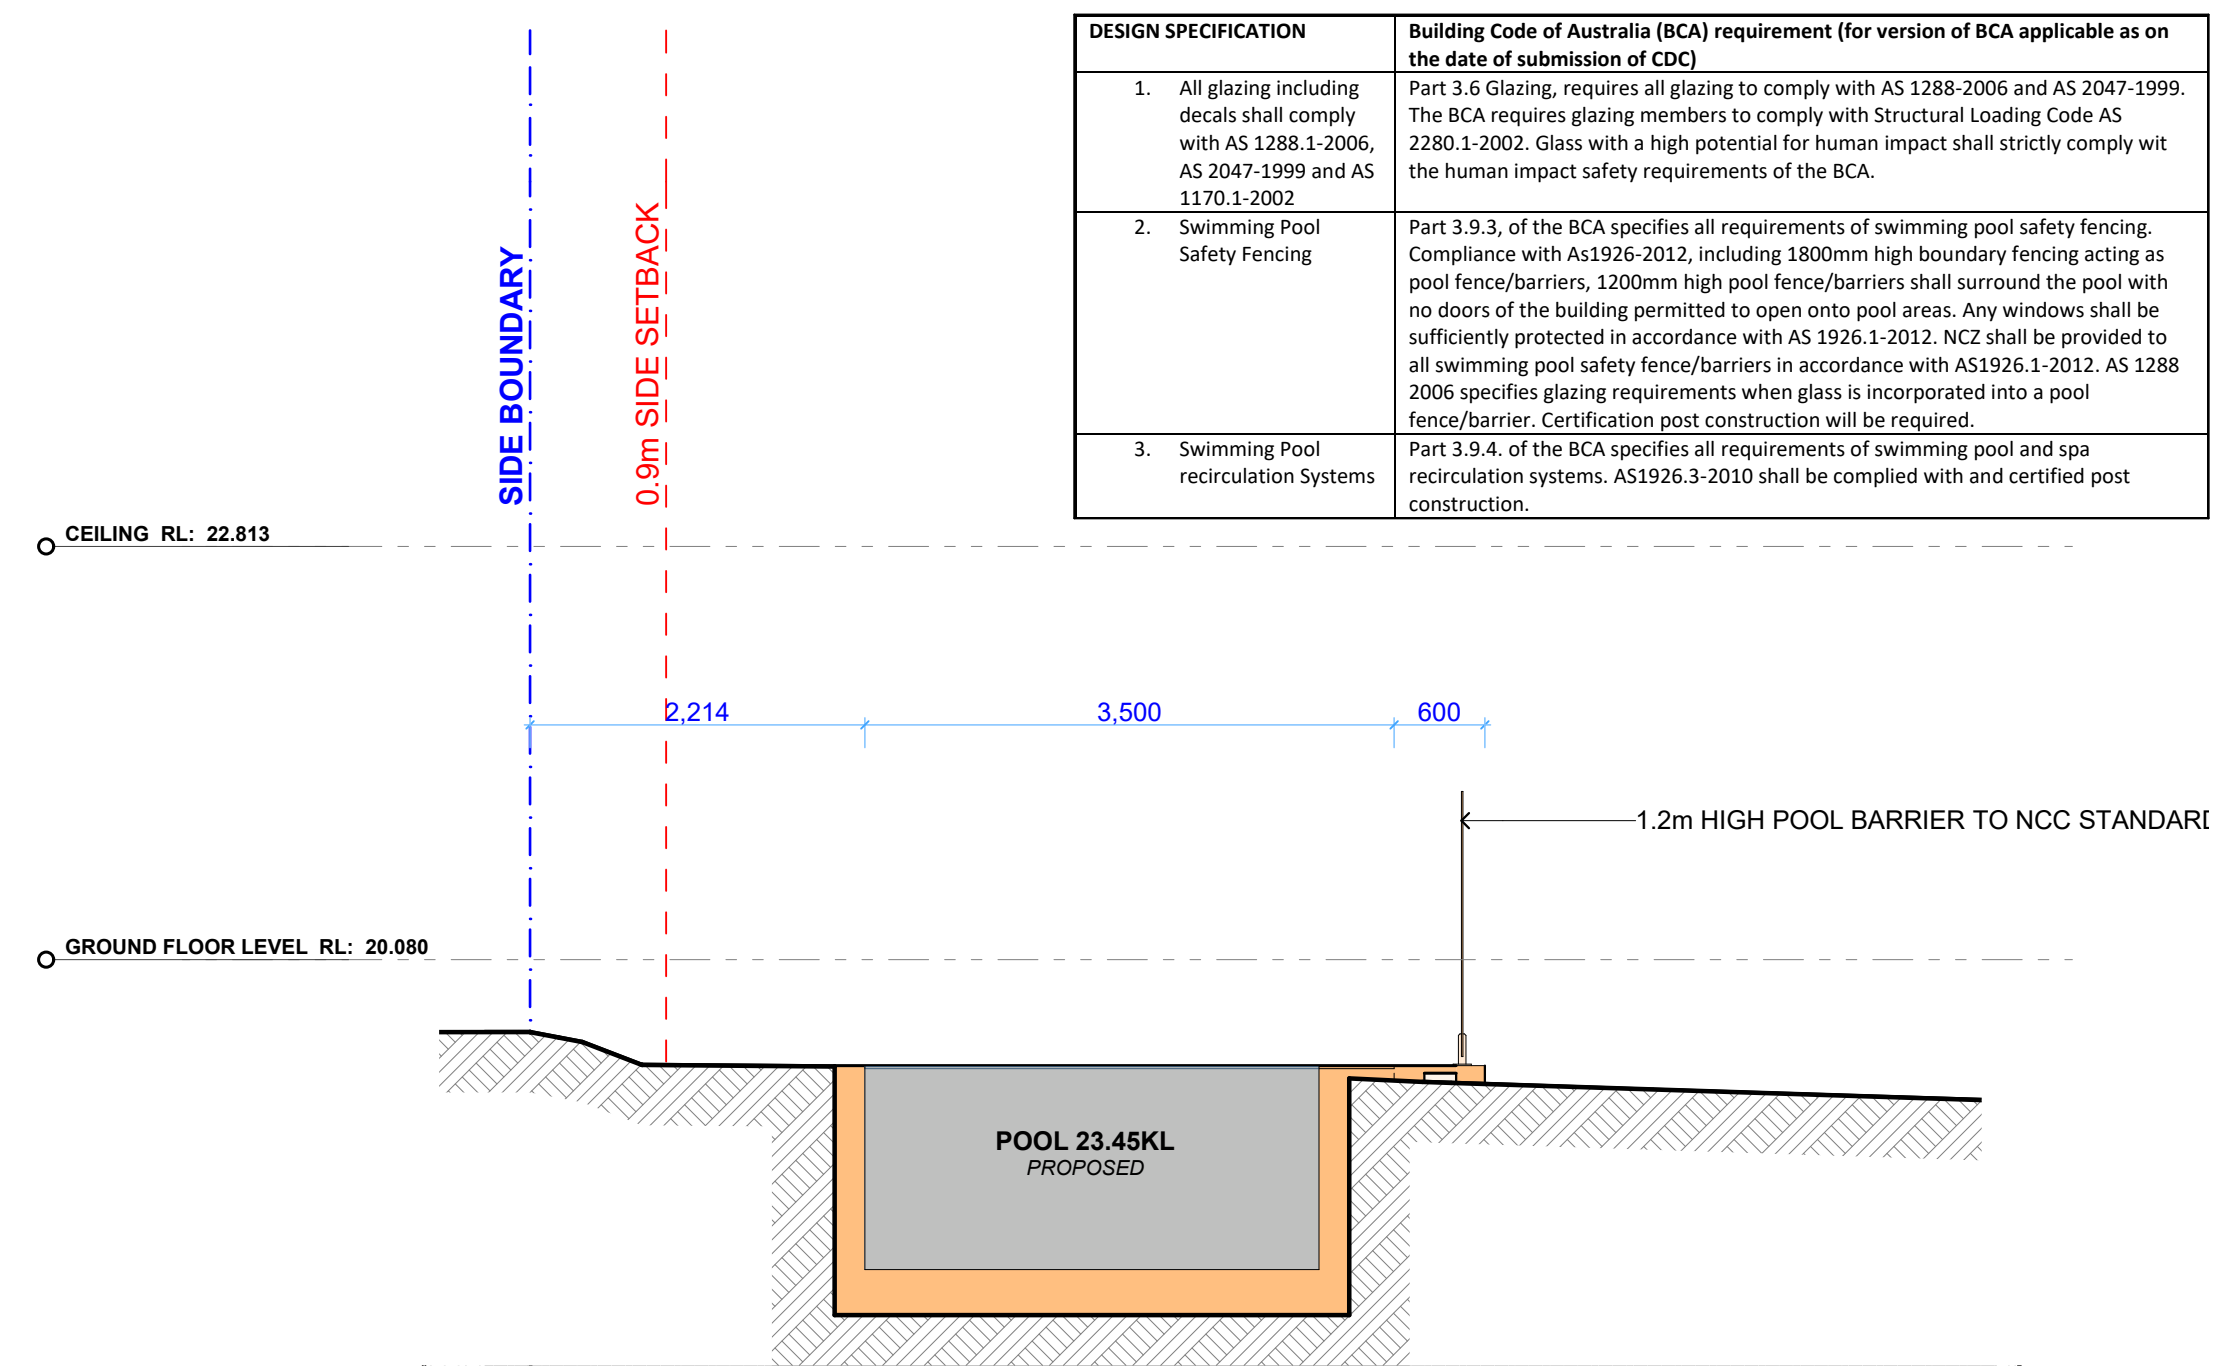 DESIGN SPECIFICATION
Building Code of Australia (BCA) requirement (for version of BCA applicable as on
the date of submission of CDC)
1. All glazing including
decals shall comply
with AS 1288.1-2006,
AS 2047-1999 and AS
1170.1-2002
Part 3.6 Glazing, requires all glazing to comply with AS 1288-2006 and AS 2047-1999.
The BCA requires glazing members to comply with Structural Loading Code AS
2280.1-2002. Glass with a high potential for human impact shall strictly comply wit
the human impact safety requirements of the BCA.
2. Swimming Pool
Safety Fencing
Part 3.9.3, of the BCA specifies all requirements of swimming pool safety fencing.
Compliance with As1926-2012, including 1800mm high boundary fencing acting as
pool fence/barriers, 1200mm high pool fence/barriers shall surround the pool with
no doors of the building permitted to open onto pool areas. Any windows shall be
sufficiently protected in accordance with AS 1926.1-2012. NCZ shall be provided to
all swimming pool safety fence/barriers in accordance with AS1926.1-2012. AS 1288
2006 specifies glazing requirements when glass is incorporated into a pool
fence/barrier. Certification post construction will be required.
3. Swimming Pool
recirculation Systems
Part 3.9.4. of the BCA specifies all requirements of swimming pool and spa
recirculation systems. AS1926.3-2010 shall be complied with and certified post
construction.
SIDE BOUNDARY
0.9m SIDE SETBACK
CEILING RL: 22.813
2,214
3,500
600
1.2m HIGH POOL BARRIER TO NCC STANDARD
GROUND FLOOR LEVEL RL: 20.080
POOL 23.45KL
PROPOSED